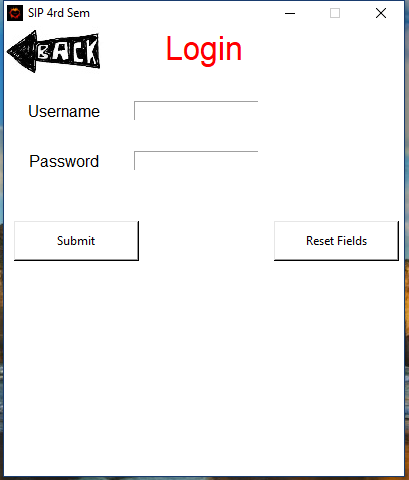 SIP 4rd Sem
BACK
Login
Username
Password
Submit
Reset Fields